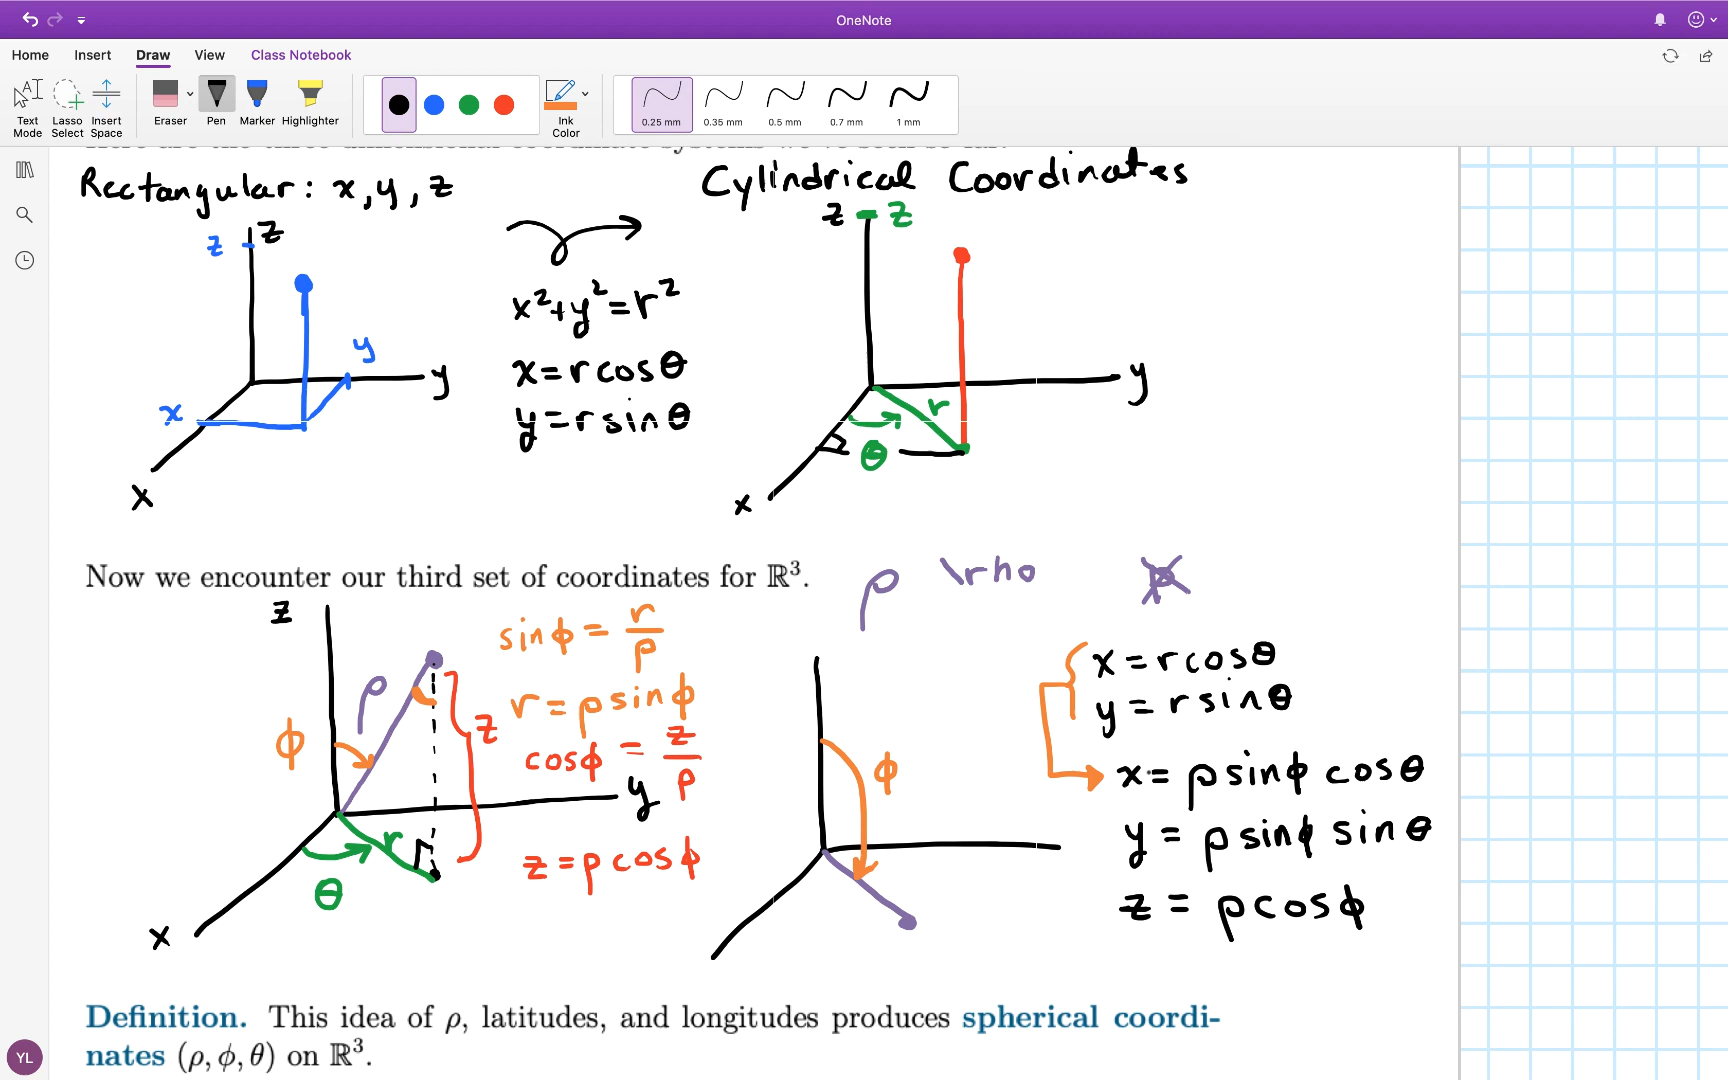 OneNote
Home Insert Draw View Class Notebook
Text Mode
Lasso Select
Insert Space
Eraser
Pen
Marker
Highlighter
Ink Color
0.25 mm
0.35 mm
0.5 mm
0.7 mm
1 mm
Rectangular: x, y, z
z z
y
x
y
x
x²+y²=r²
x=rcosθ
y=rsinθ
Cylindrical Coordinates
z z
y
r
θ
x
Now we encounter our third set of coordinates for ℝ³.
ρ \rho p
z
ρ
ϕ
z
y
r
θ
x
sinϕ = r/ρ
r = ρsinϕ
cosϕ = z/ρ
z = ρcosϕ
ϕ
x = rcosθ
y = rsinθ
x = ρsinϕ cosθ
y = ρsinϕ sinθ
z = ρcosϕ
Definition. This idea of ρ, latitudes, and longitudes produces spherical coordi-
nates (ρ, ϕ, θ) on ℝ³.
YL